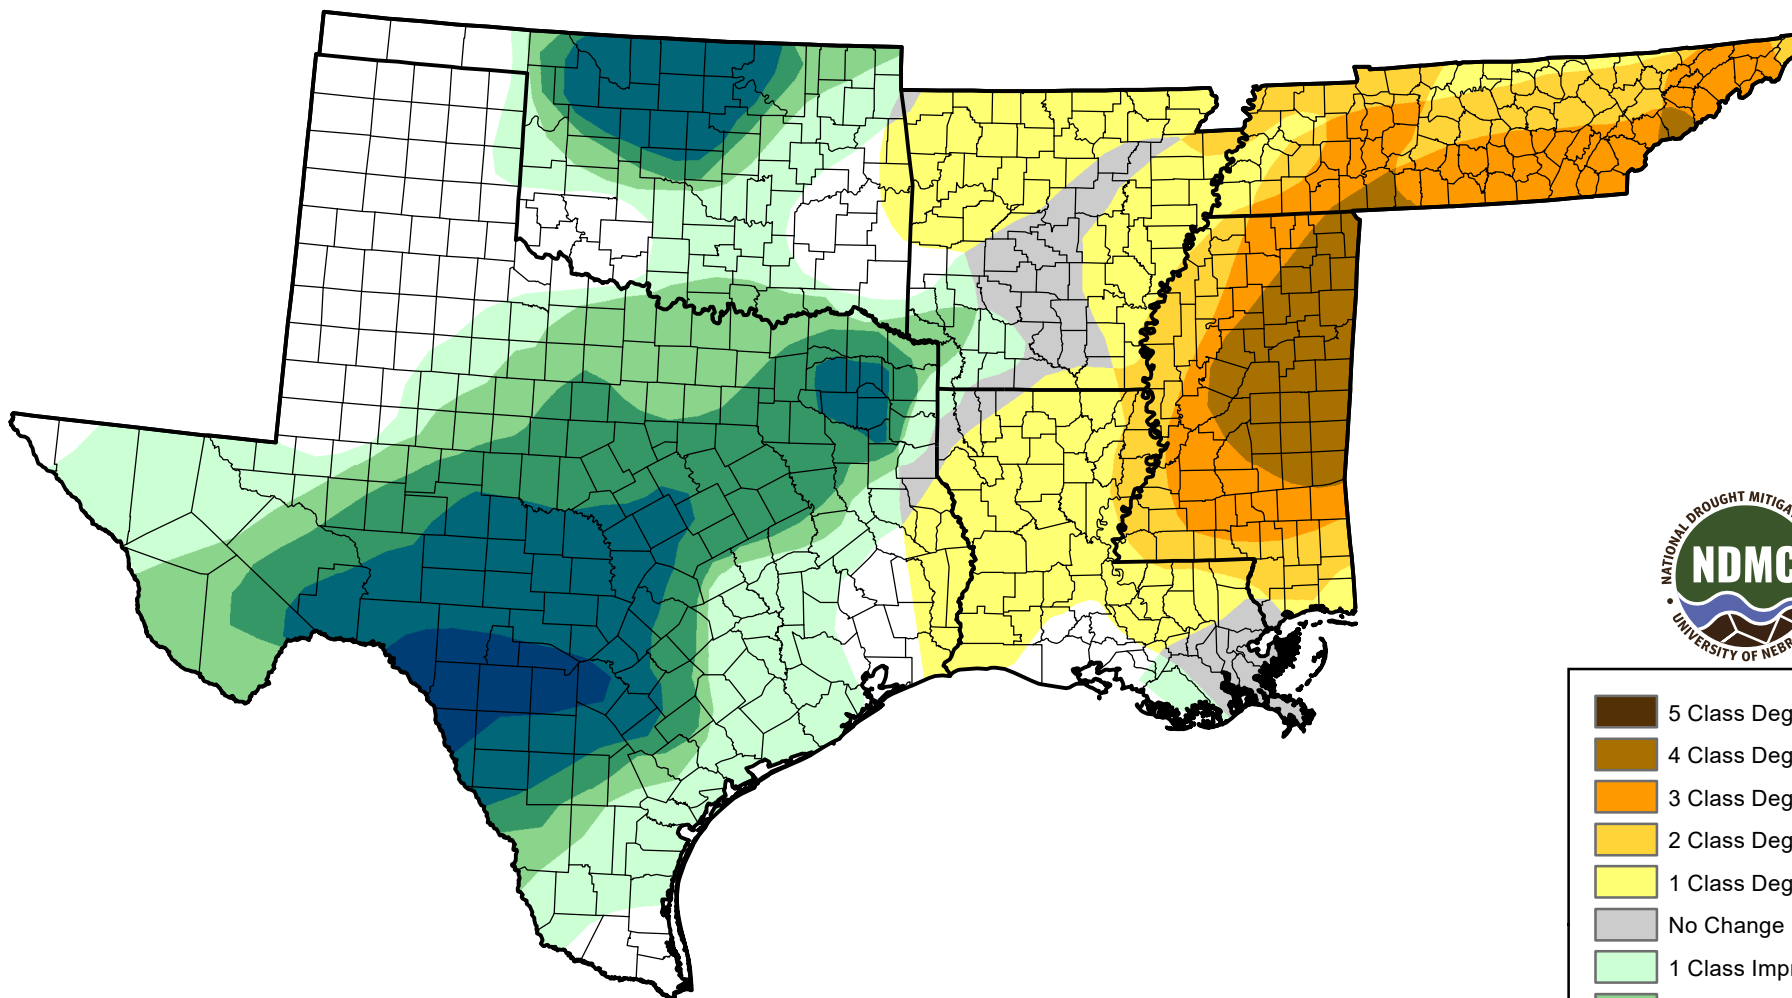 NATIONAL DROUGHT MITIGA
NDMC
UNIVERSITY OF NEBR
5 Class Deg
4 Class Deg
3 Class Deg
2 Class Deg
1 Class Deg
No Change
1 Class Impr